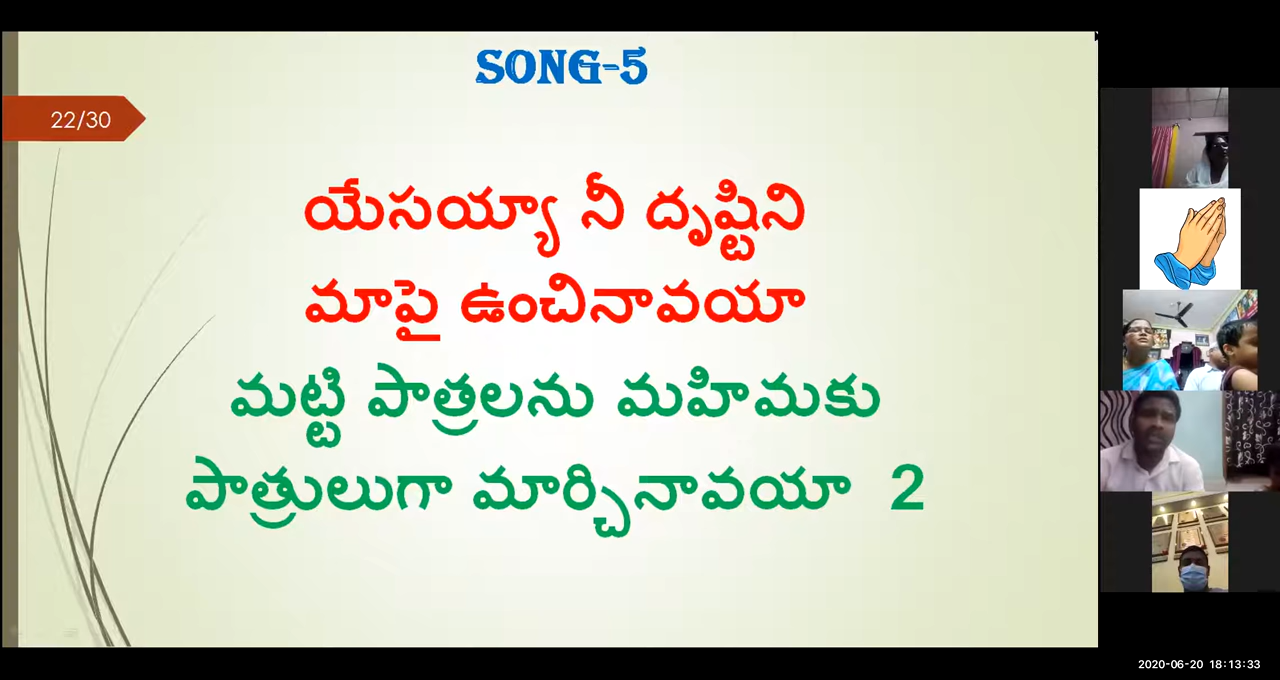 SONG-5
22/30
యేసయ్యా నీ దృష్టిని
మాపై ఉంచినావయా
మట్టి పాత్రలను మహిమకు
పాత్రులుగా మార్చినావయా 2
2020-06-20 18:13:33